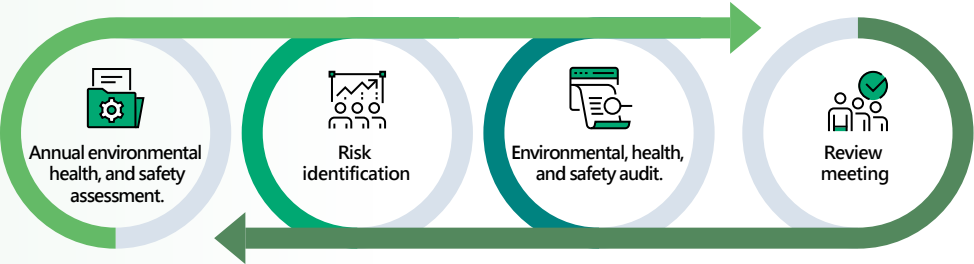 Annual environmental
health, and safety
assessment.
Risk
identification
Environmental, health,
and safety audit.
Review
meeting